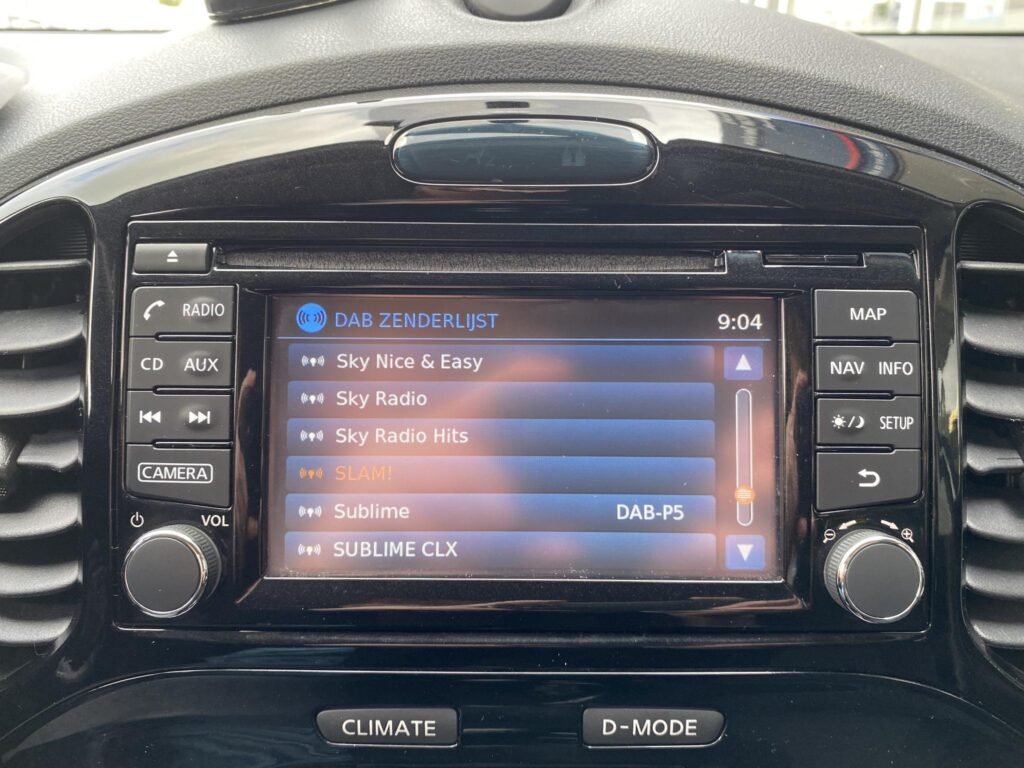 DAB ZENDERLIJST 9:04
Sky Nice & Easy
Sky Radio
Sky Radio Hits
SLAM!
Sublime DAB-P5
SUBLIME CLX
RADIO
CD AUX
CAMERA
VOL
MAP
NAV INFO
SETUP
CLIMATE
D-MODE